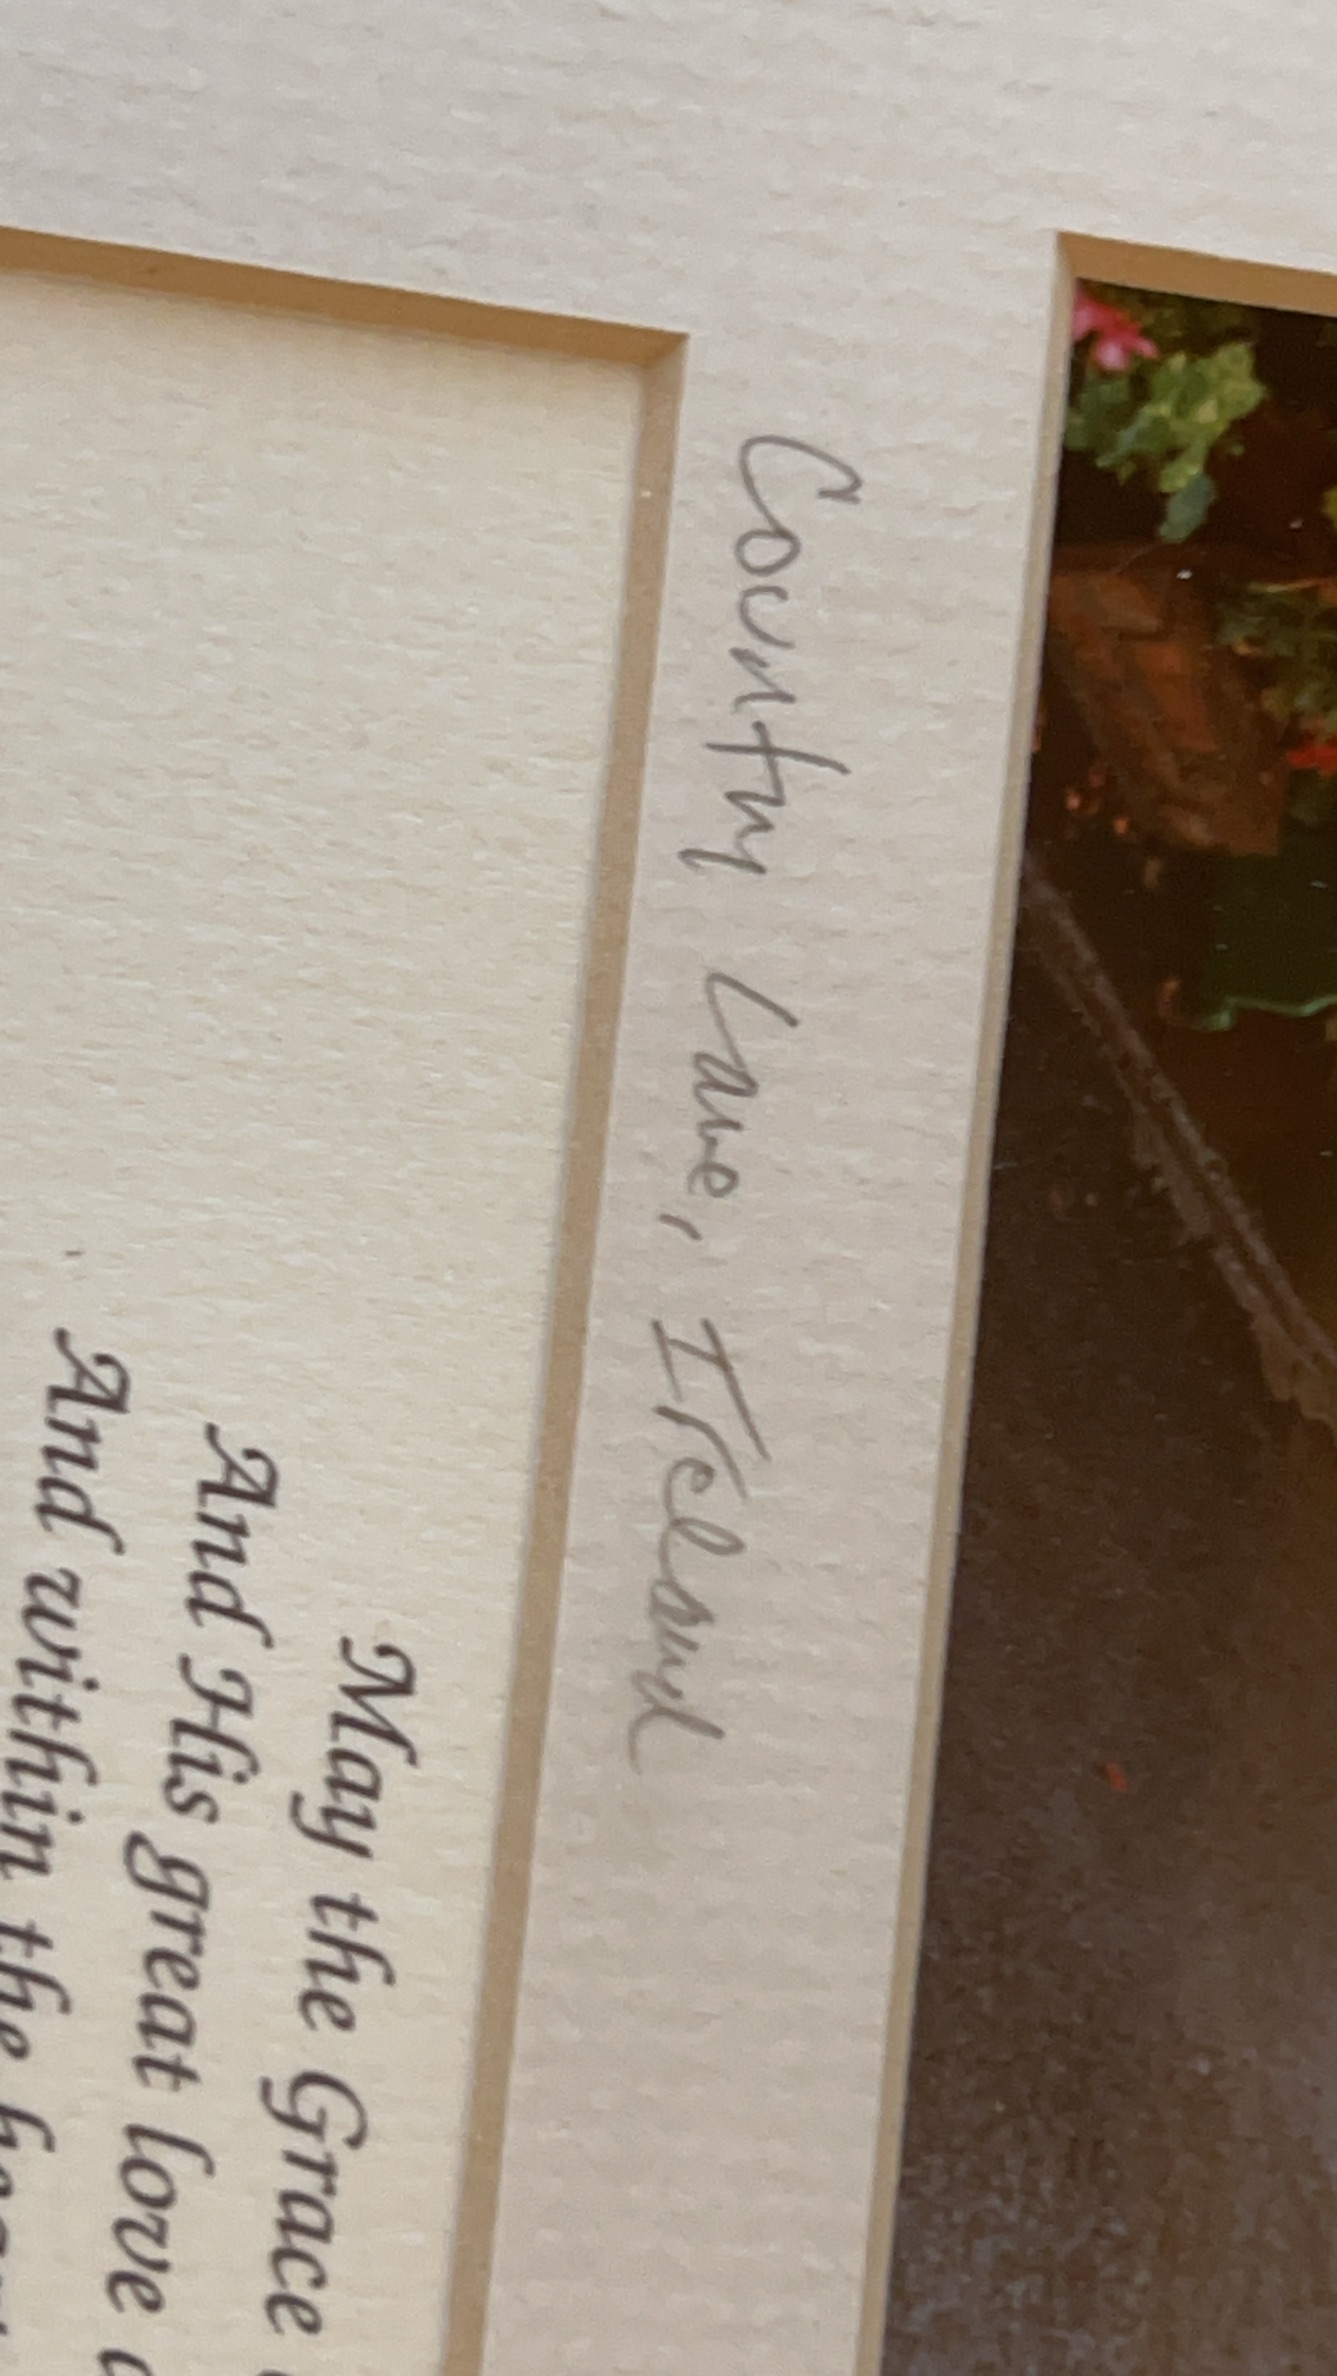 Country Lane, Ireland
May the Grace
And His great love
And within the